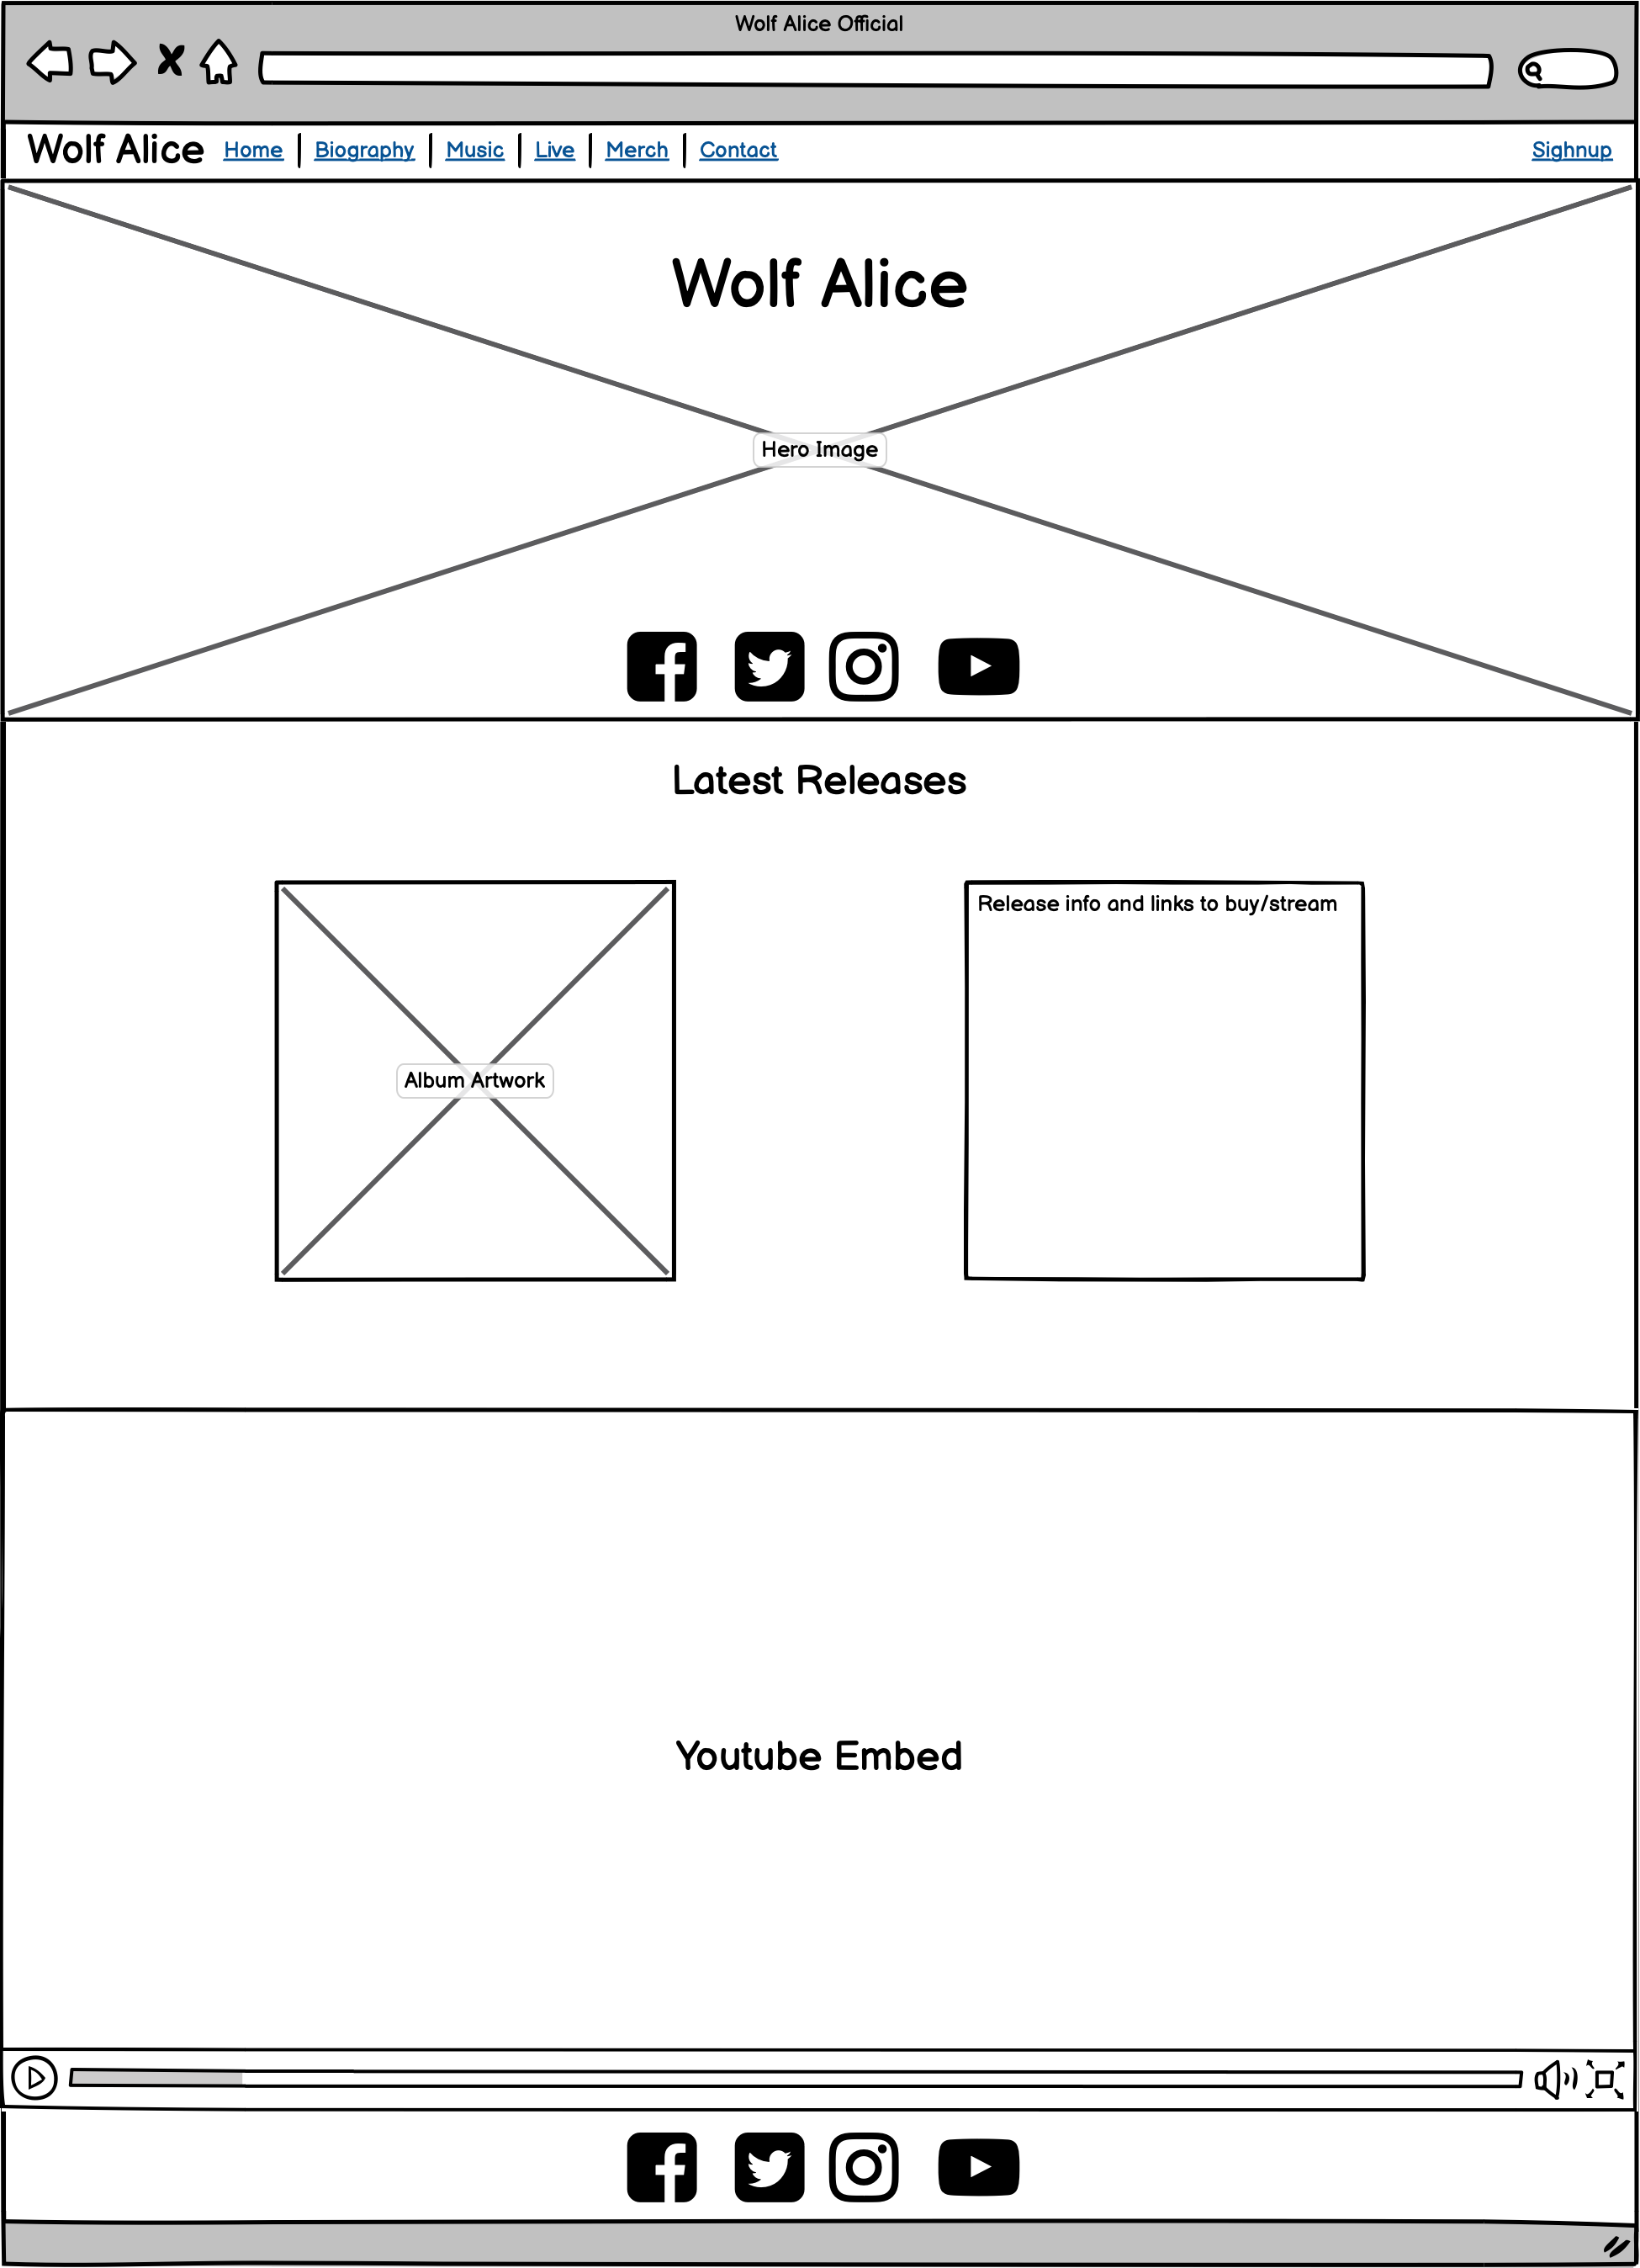 Wolf Alice Official
Wolf Alice Home Biography Music Live Merch Contact Sighnup
Wolf Alice
Hero Image
Latest Releases
Release info and links to buy/stream
Album Artwork
Youtube Embed